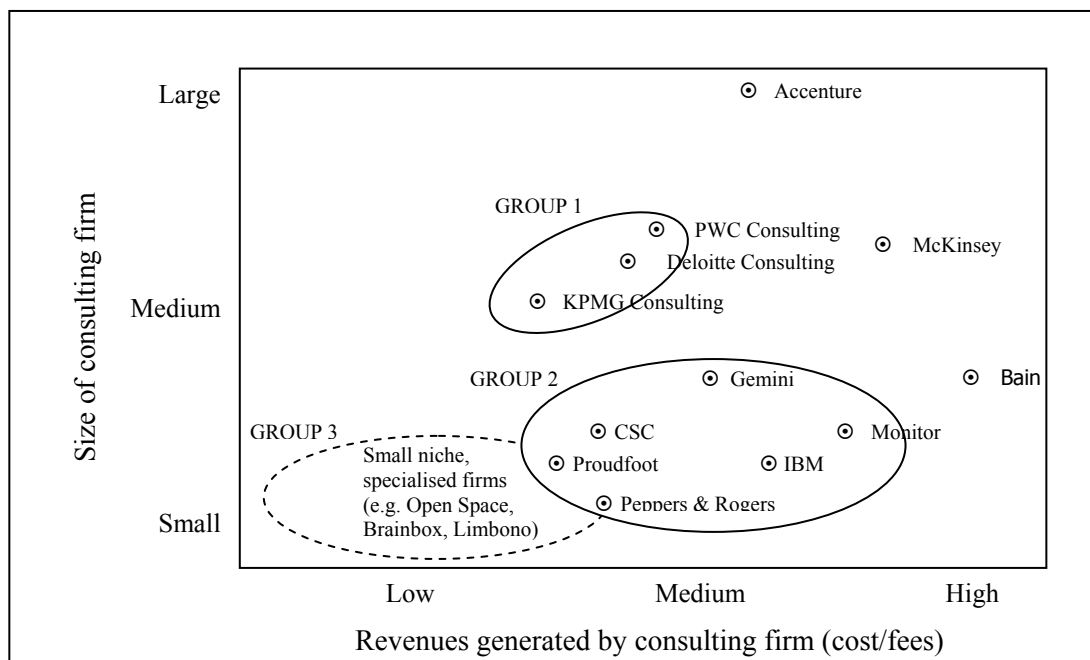 Large
Accenture
GROUP 1
PWC Consulting
McKinsey
Deloitte Consulting
KPMG Consulting
Medium
Size of consulting firm
GROUP 2
Gemini
Bain
GROUP 3
CSC
Monitor
Small niche,
specialised firms
(e.g. Open Space,
Brainbox, Limbono)
Proudfoot
IBM
Peppers & Rogers
Small
Low
Medium
High
Revenues generated by consulting firm (cost/fees)